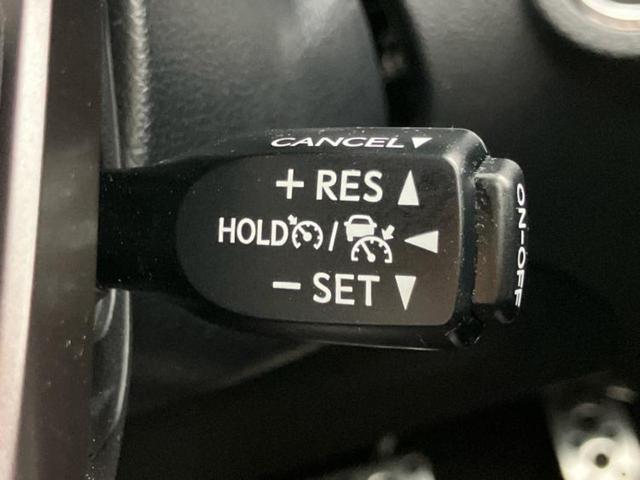 CANCEL▼
+ RES ▲
HOLD / ◀
- SET ▼
ON-OFF